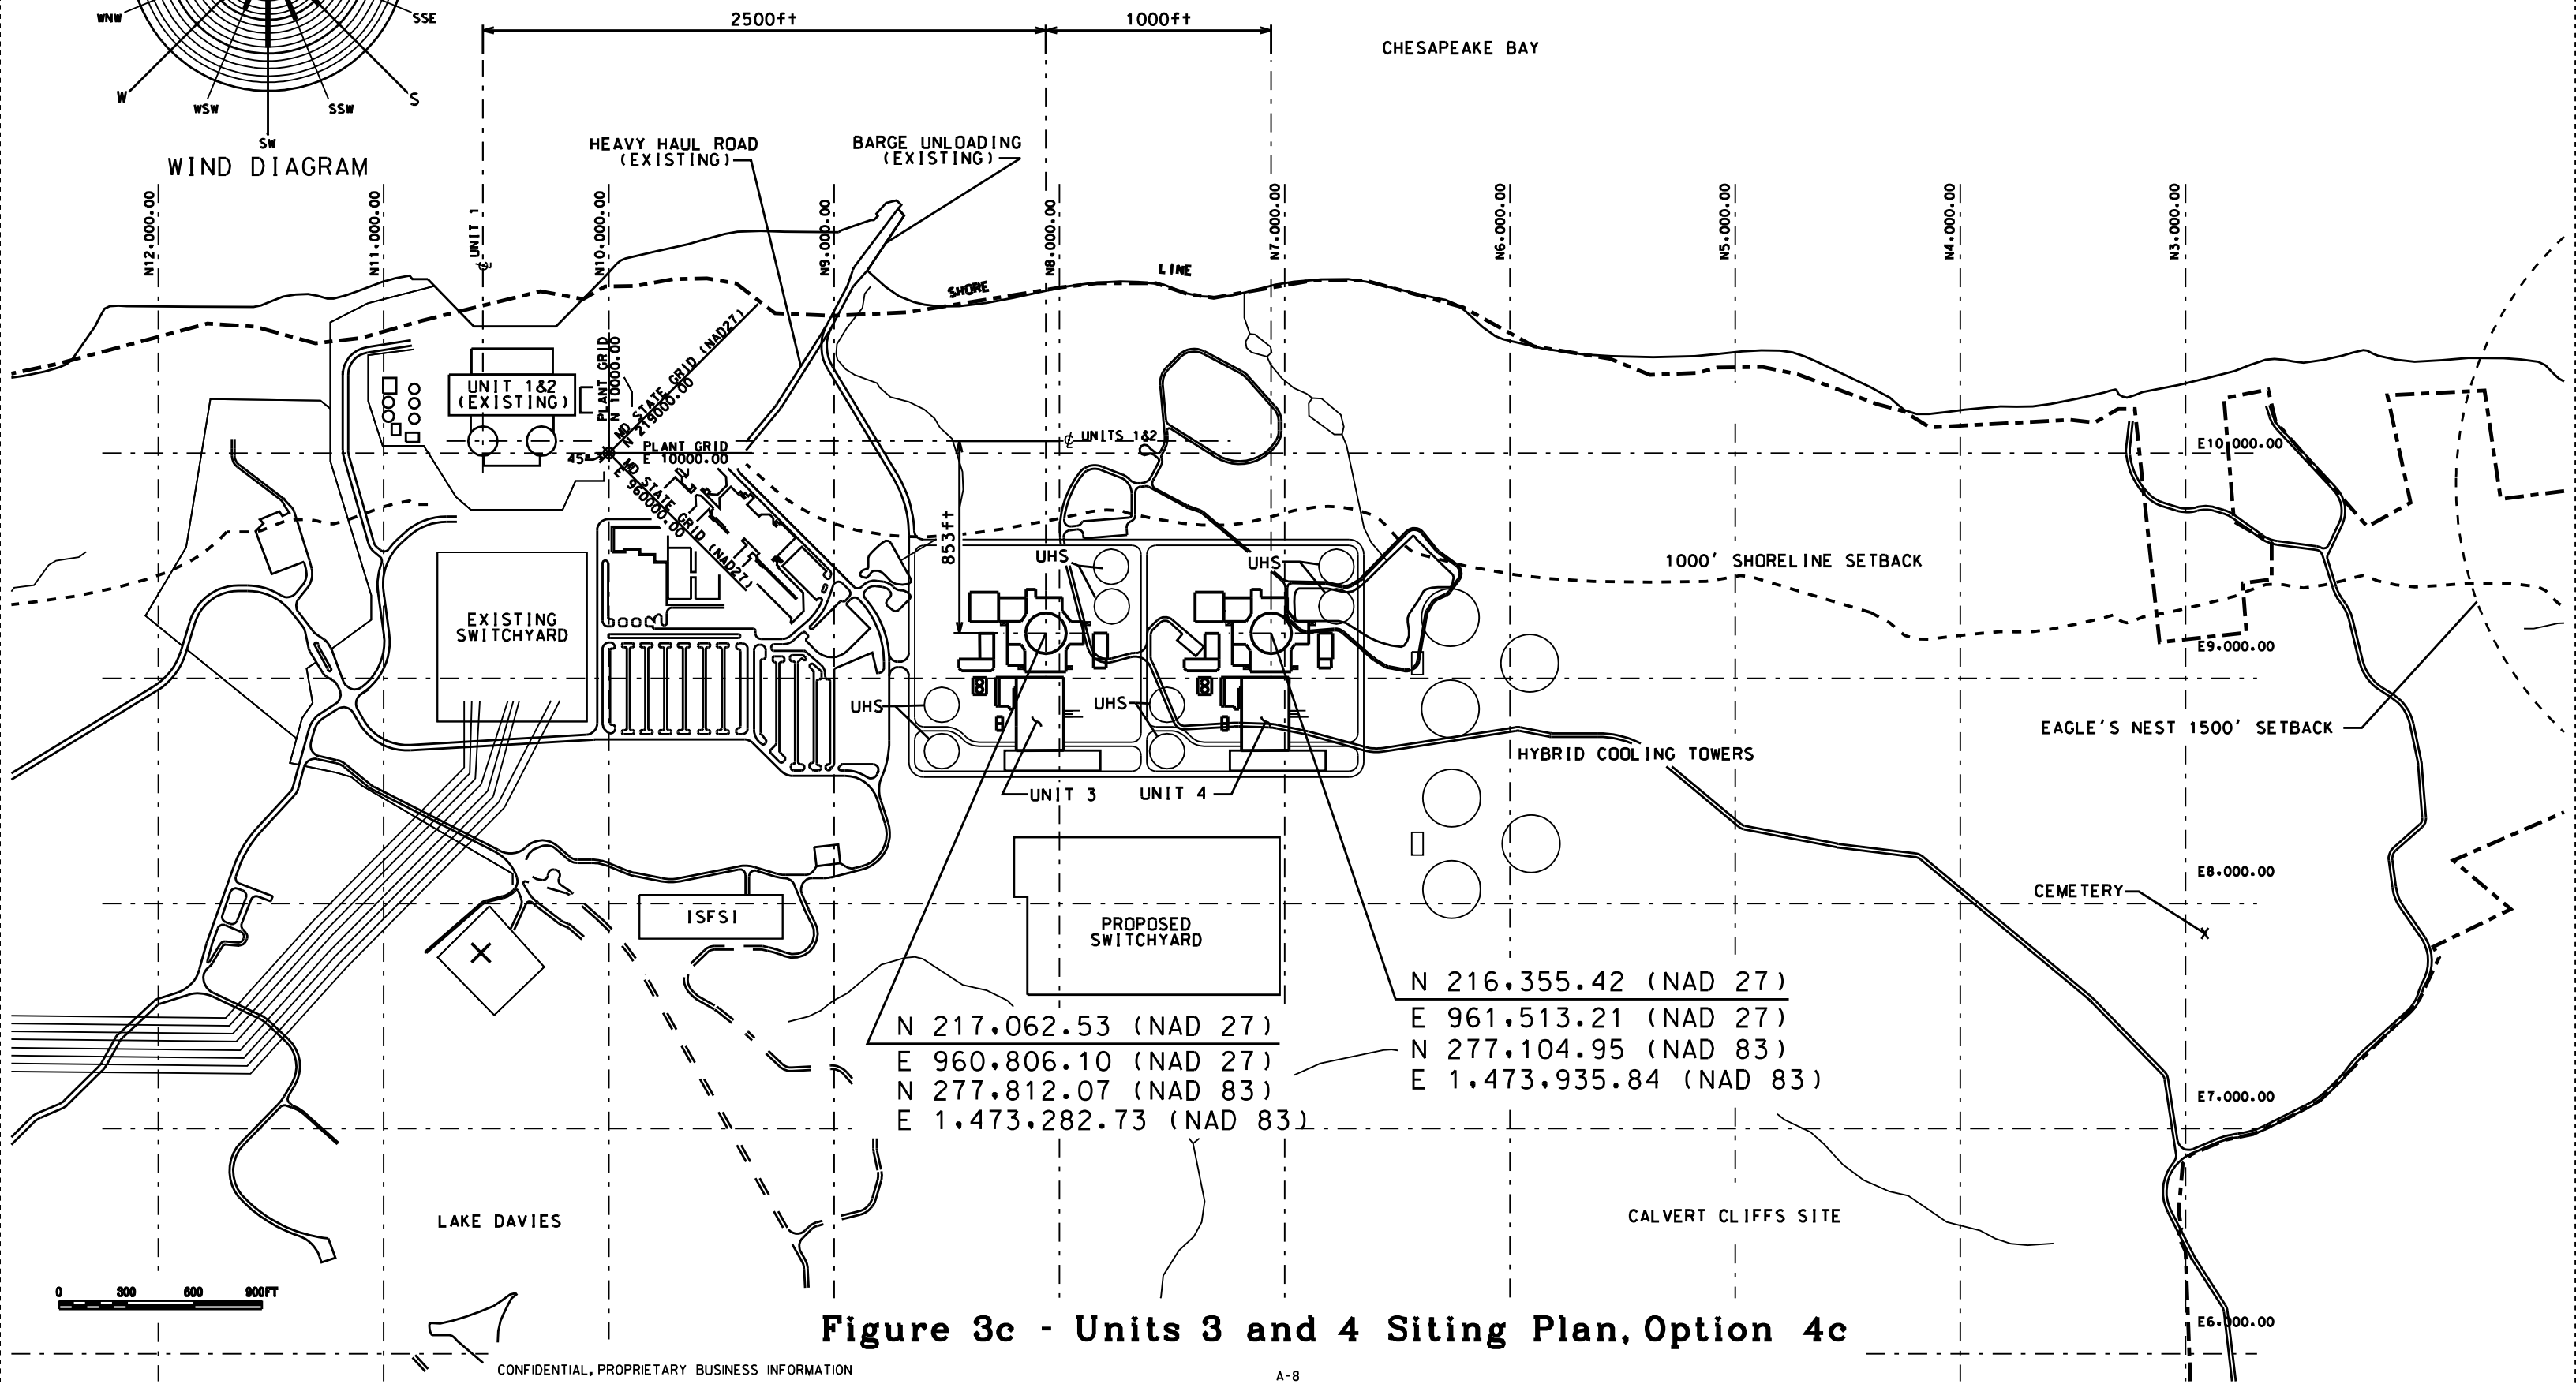 2500ft
1000ft
CHESAPEAKE BAY
WNW
SSE
W
WSW
SSW
S
SW
WIND DIAGRAM
HEAVY HAUL ROAD
(EXISTING)
BARGE UNLOADING
(EXISTING)
N12,000.00
N11,000.00
℄ UNIT 1
N10,000.00
N9,000.00
N8,000.00
N7,000.00
N6,000.00
N5,000.00
N4,000.00
N3,000.00
SHORE LINE
UNIT 1&2
(EXISTING)
PLANT GRID
N 10000.00
MD STATE GRID (NAD27)
N 219000.00
PLANT GRID
E 10000.00
45°
MD STATE GRID (NAD27)
E 960000.00
℄ UNITS 1&2
E10,000.00
853ft
UHS
UHS
1000' SHORELINE SETBACK
EXISTING
SWITCHYARD
E9,000.00
UHS
UHS
EAGLE'S NEST 1500' SETBACK
HYBRID COOLING TOWERS
UNIT 3
UNIT 4
E8,000.00
CEMETERY
X
X
ISFSI
PROPOSED
SWITCHYARD
N 217,062.53 (NAD 27)
E 960,806.10 (NAD 27)
N 277,812.07 (NAD 83)
E 1,473,282.73 (NAD 83)
N 216,355.42 (NAD 27)
E 961,513.21 (NAD 27)
N 277,104.95 (NAD 83)
E 1,473,935.84 (NAD 83)
E7,000.00
LAKE DAVIES
CALVERT CLIFFS SITE
0 300 600 900FT
E6,000.00
Figure 3c - Units 3 and 4 Siting Plan, Option 4c
CONFIDENTIAL, PROPRIETARY BUSINESS INFORMATION
A-8